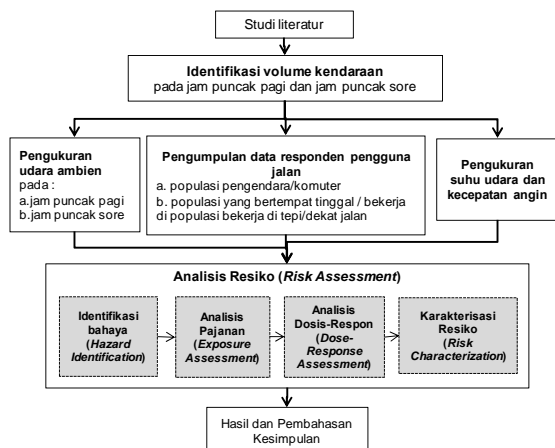 Studi literatur
Identifikasi volume kendaraan
pada jam puncak pagi dan jam puncak sore
Pengukuran
udara ambien
pada :
a.jam puncak pagi
b.jam puncak sore
Pengumpulan data responden pengguna
jalan
a. populasi pengendara/komuter
b. populasi yang bertempat tinggal / bekerja
di populasi bekerja di tepi/dekat jalan
Pengukuran
suhu udara dan
kecepatan angin
Analisis Resiko (Risk Assessment)
Identifikasi
bahaya
(Hazard
Identification)
Analisis
Pajanan
(Exposure
Assessment)
Analisis
Dosis-Respon
(Dose-
Response
Assessment)
Karakterisasi
Resiko
(Risk
Characterization)
Hasil dan Pembahasan
Kesimpulan